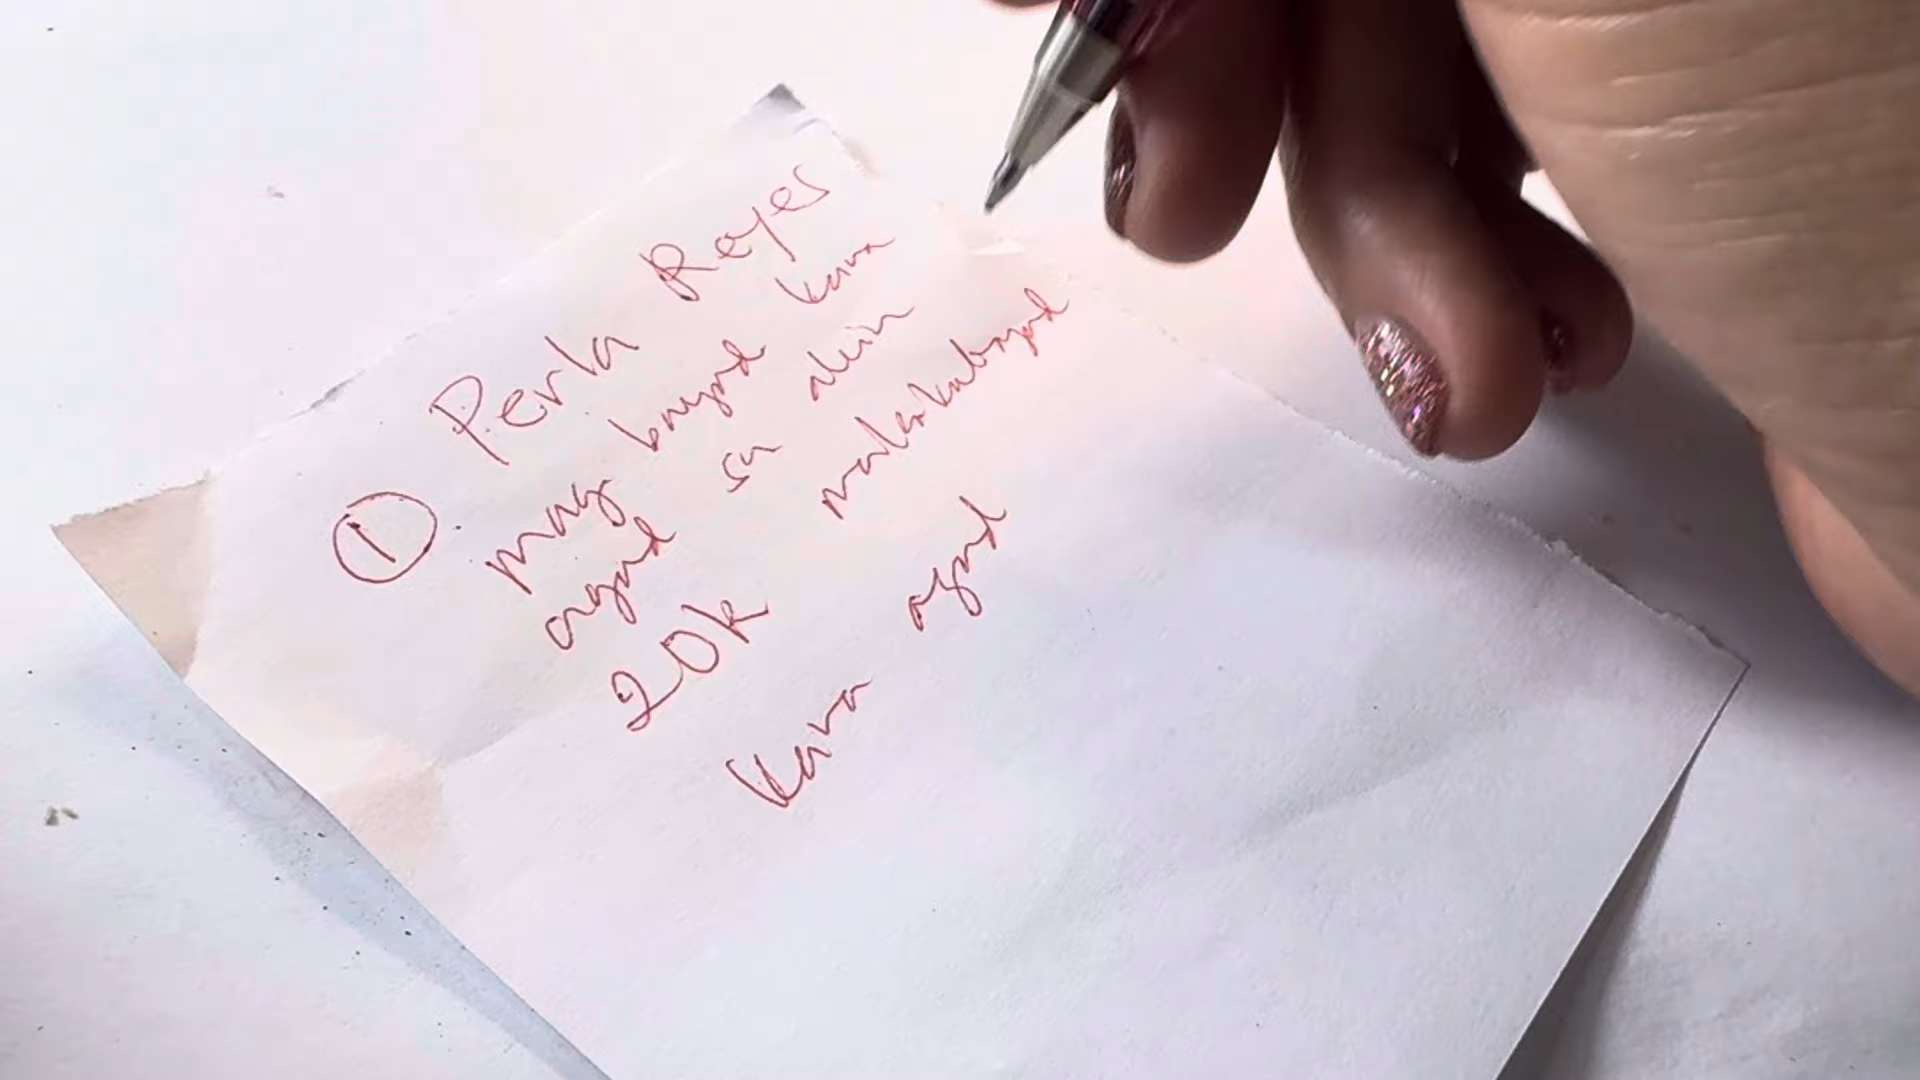 ① Perla Reyes
mag bayad kana
agad sa akin
20k makakabayad
kana agad